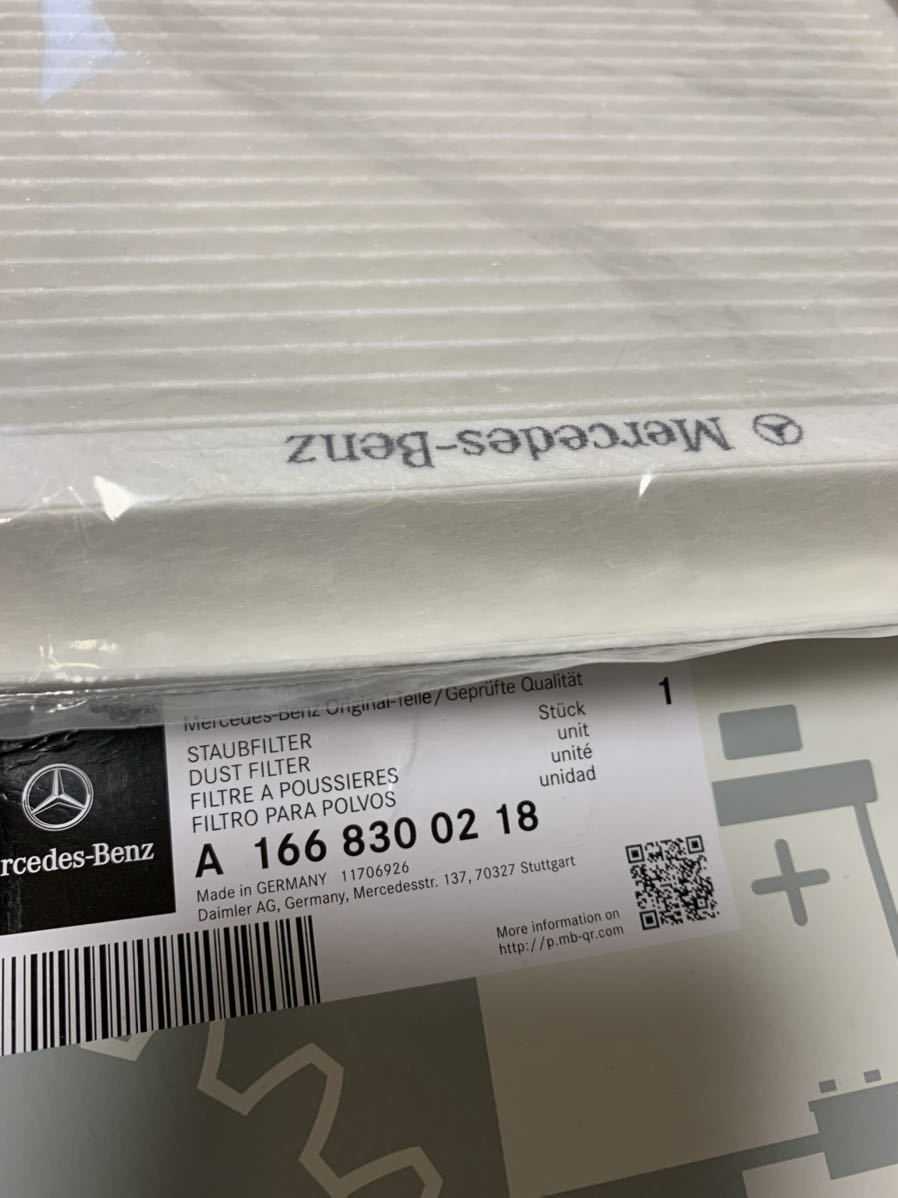 Mercedes-Benz
Mercedes-Benz Original-Teile/Geprüfte Qualität
1
STAUBFILTER
Stück
DUST FILTER
unit
FILTRE A POUSSIERES
unité
FILTRO PARA POLVOS
unidad
A 166 830 02 18
rcedes-Benz
Made in GERMANY 11706926
Daimler AG, Germany, Mercedesstr. 137, 70327 Stuttgart
More information on
http://p.mb-qr.com